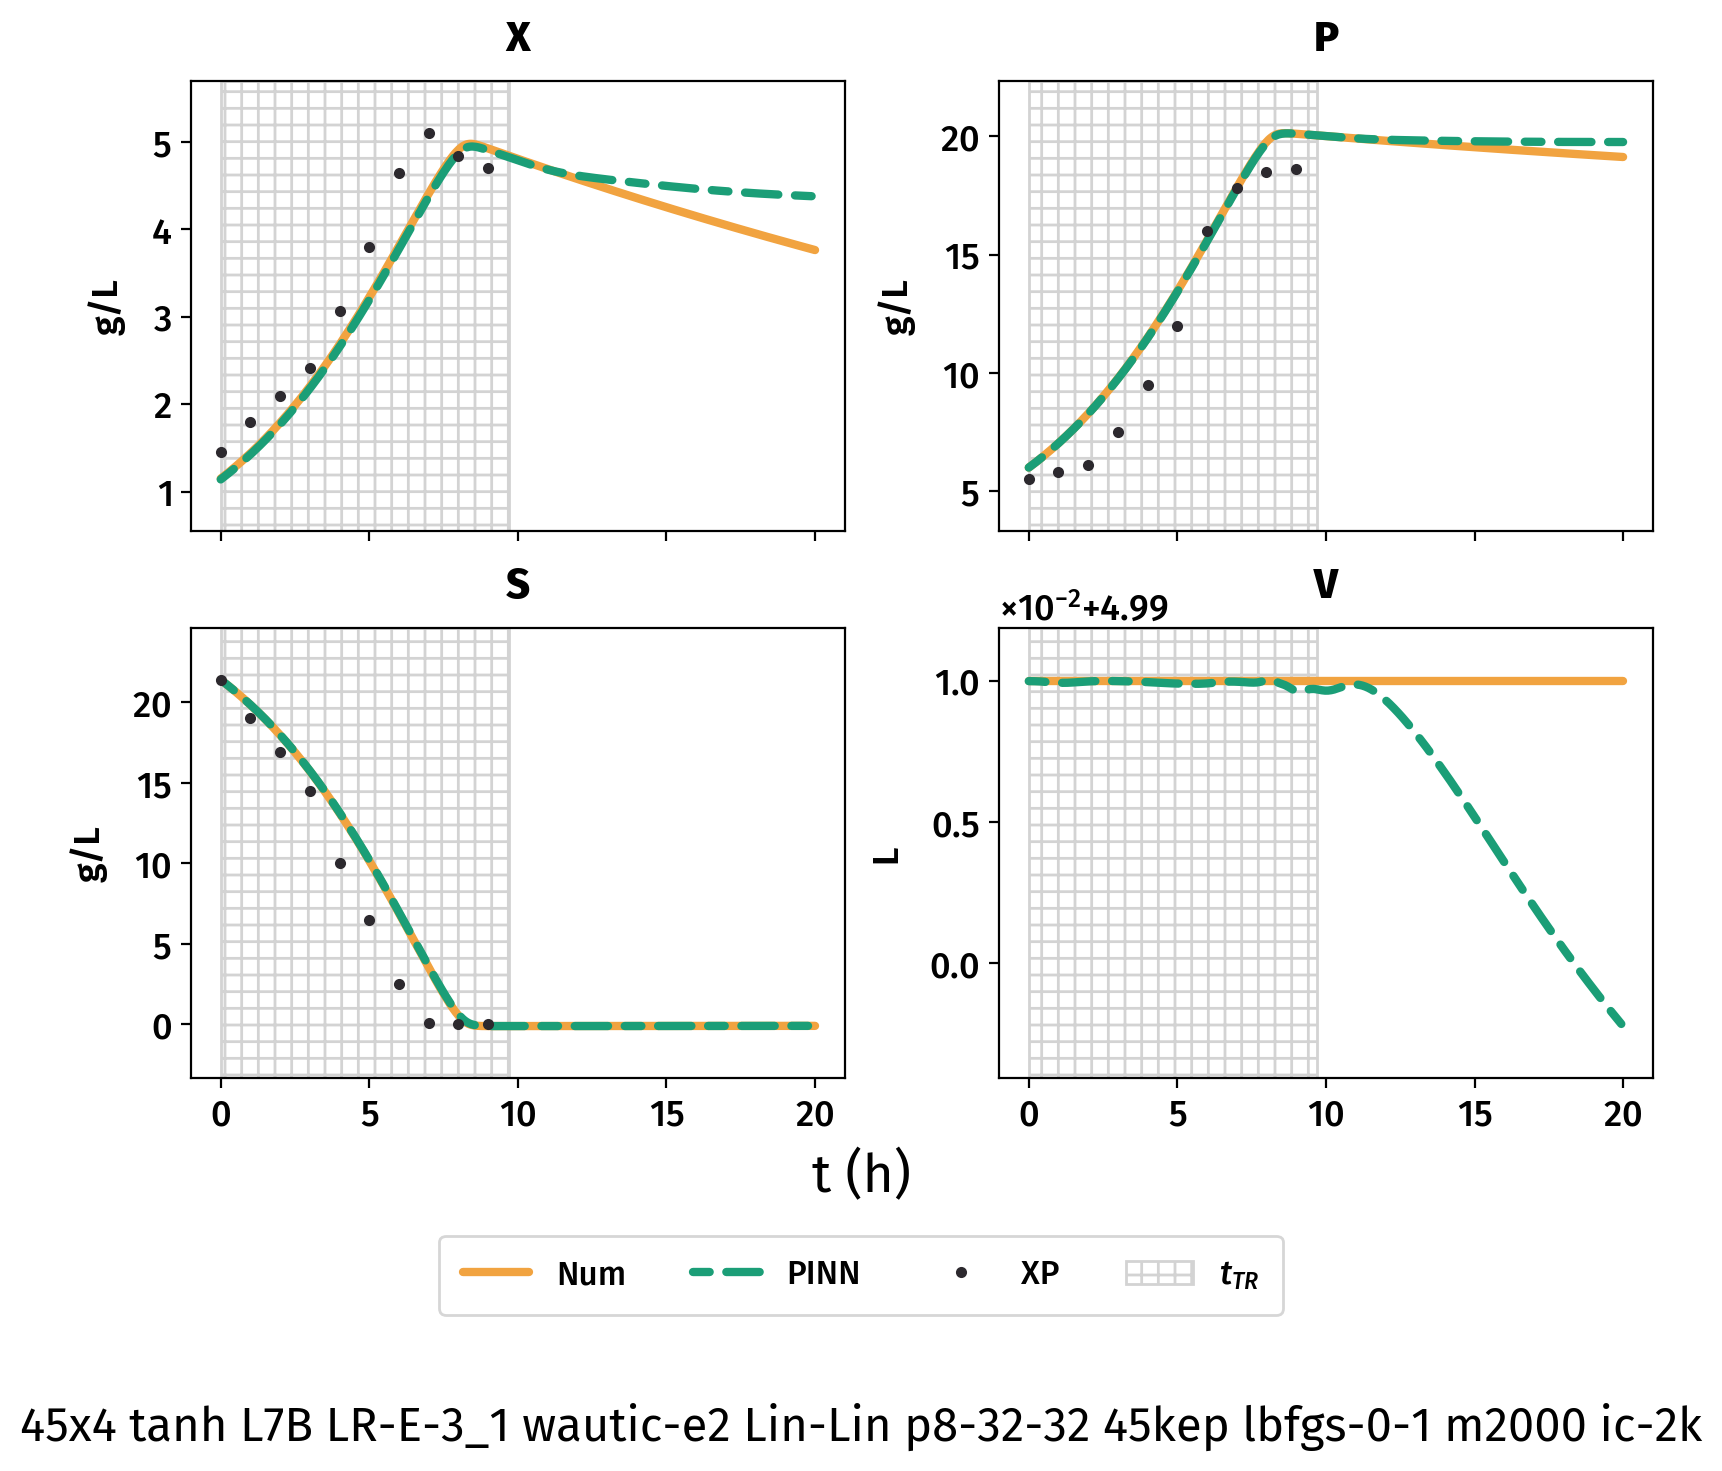 X
P
g/L
5
4
3
2
1
g/L
20
15
10
5
S
V
×10⁻²+4.99
g/L
20
15
10
5
0
L
1.0
0.5
0.0
0 5 10 15 20
0 5 10 15 20
t (h)
Num PINN XP t_TR
45x4 tanh L7B LR-E-3_1 wautic-e2 Lin-Lin p8-32-32 45kep lbfgs-0-1 m2000 ic-2k